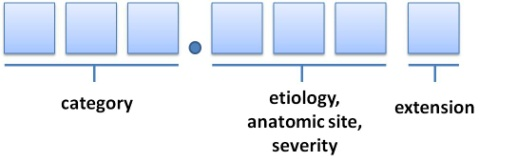 category
etiology,
anatomic site,
severity
extension